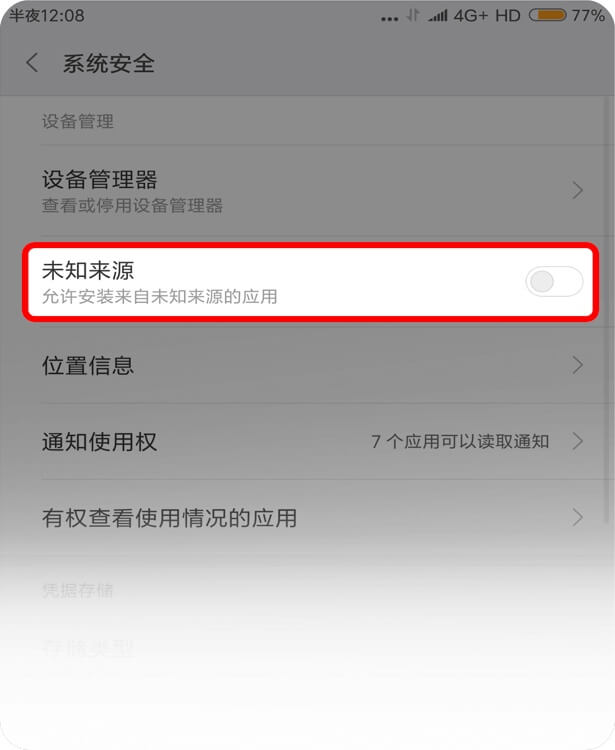 半夜12:08
4G+ HD 77%
系统安全
设备管理
设备管理器
查看或停用设备管理器
未知来源
允许安装来自未知来源的应用
位置信息
通知使用权 7 个应用可以读取通知
有权查看使用情况的应用
凭据存储
存储类型